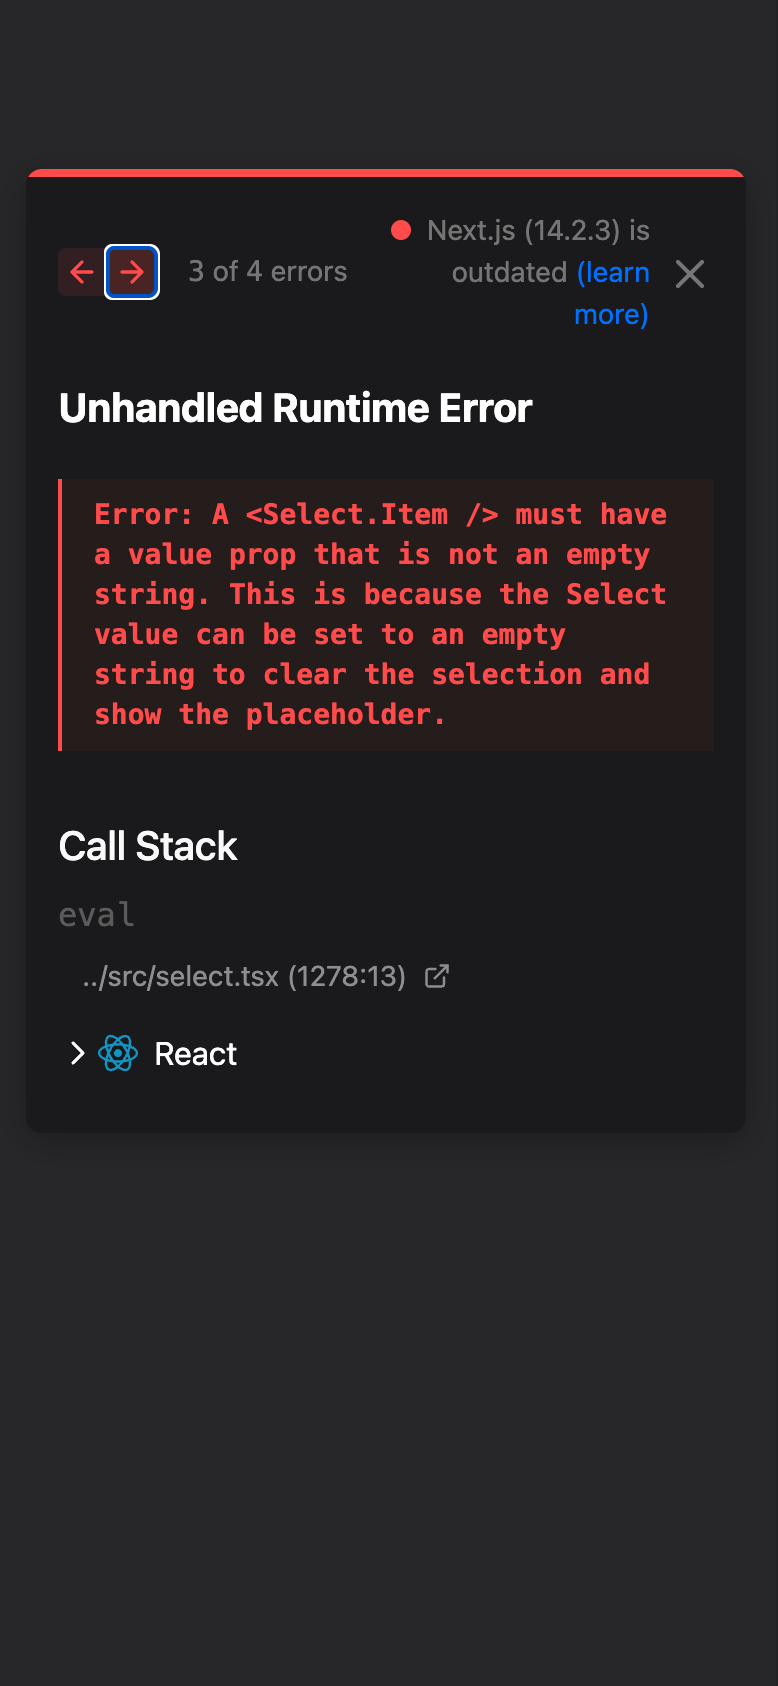 3 of 4 errors
Next.js (14.2.3) is
outdated (learn
more)
Unhandled Runtime Error
Error: A <Select.Item /> must have
a value prop that is not an empty
string. This is because the Select
value can be set to an empty
string to clear the selection and
show the placeholder.
Call Stack
eval
../src/select.tsx (1278:13)
React